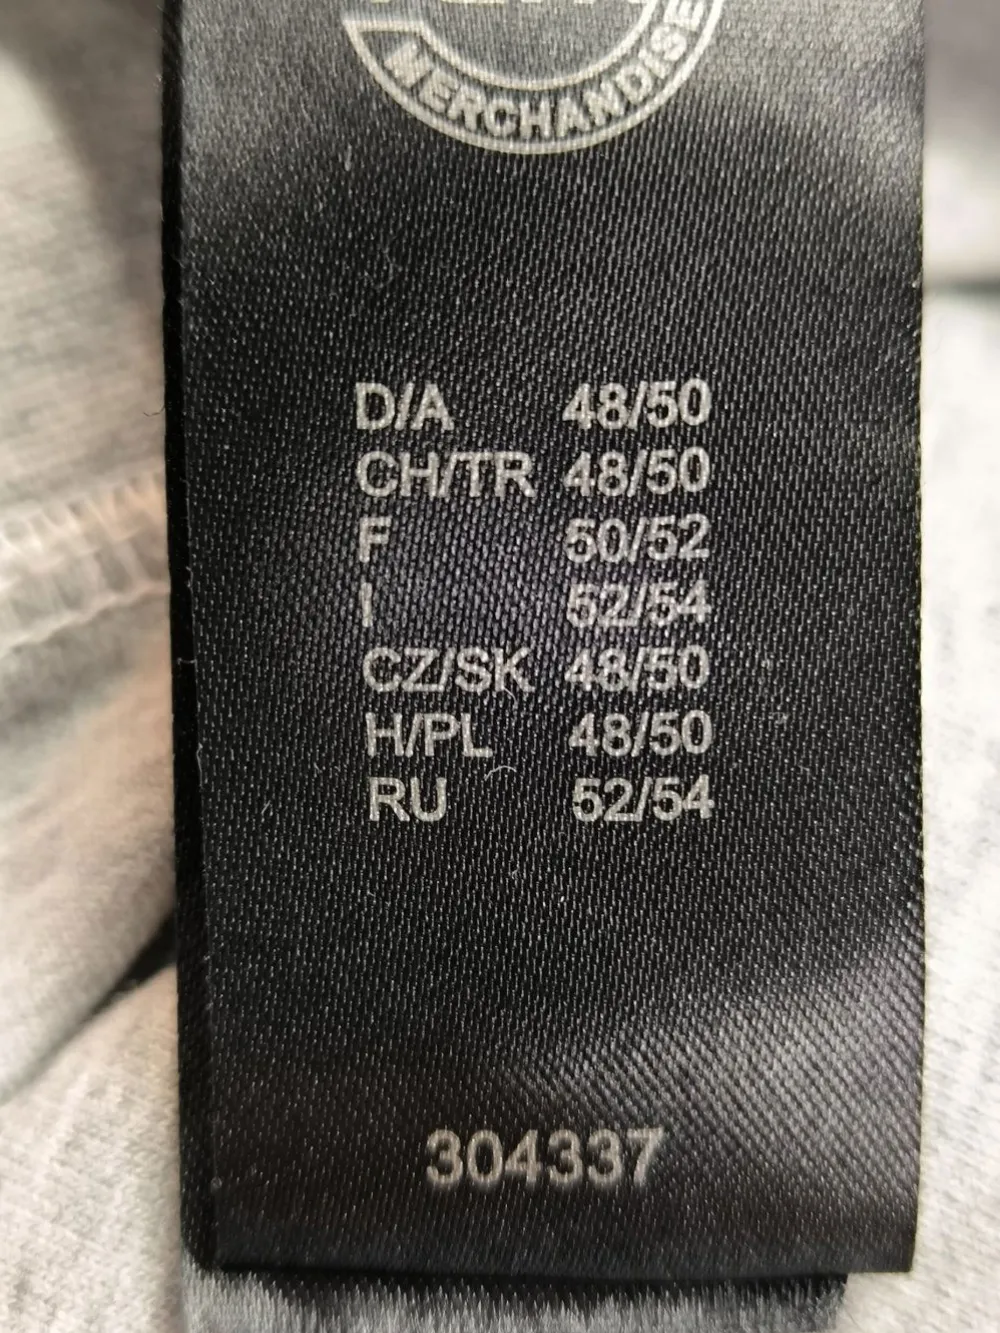 MERCHANDISE
D/A 48/50
CH/TR 48/50
F 50/52
I 52/54
CZ/SK 48/50
H/PL 48/50
RU 52/54
304337